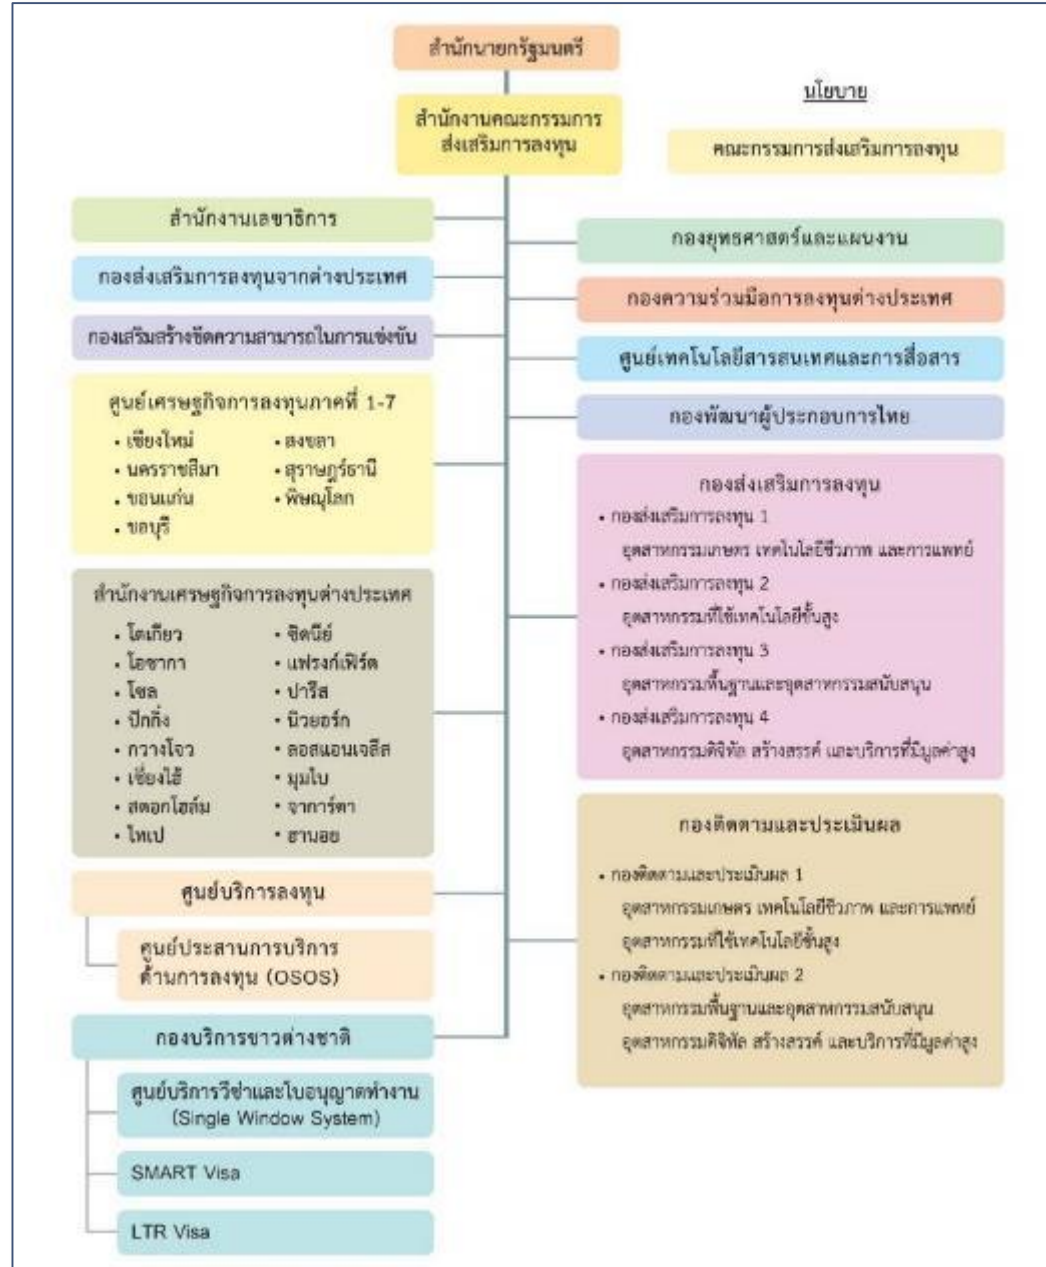 สำนักนายกรัฐมนตรี
สำนักงานคณะกรรมการ
ส่งเสริมการลงทุน
นโยบาย
คณะกรรมการส่งเสริมการลงทุน
สำนักงานเลขาธิการ
กองส่งเสริมการลงทุนจากต่างประเทศ
กองเสริมสร้างขีดความสามารถในการแข่งขัน
ศูนย์เศรษฐกิจการลงทุนภาคที่ 1-7
• เชียงใหม่
• นครราชสีมา
• ขอนแก่น
• ชลบุรี
• สงขลา
• สุราษฎร์ธานี
• พิษณุโลก
สำนักงานเศรษฐกิจการลงทุนต่างประเทศ
• โตเกียว
• โอซากา
• โซล
• ปักกิ่ง
• กวางโจว
• เซี่ยงไฮ้
• สตอกโฮล์ม
• ไทเป
• ซิดนีย์
• แฟรงก์เฟิร์ต
• ปารีส
• นิวยอร์ก
• ลอสแอนเจลีส
• มุมไบ
• จาการ์ตา
• ฮานอย
ศูนย์บริการลงทุน
ศูนย์ประสานการบริการ
ด้านการลงทุน (OSOS)
กองบริการชาวต่างชาติ
ศูนย์บริการวีซ่าและใบอนุญาตทำงาน
(Single Window System)
SMART Visa
LTR Visa
กองยุทธศาสตร์และแผนงาน
กองความร่วมมือการลงทุนต่างประเทศ
ศูนย์เทคโนโลยีสารสนเทศและการสื่อสาร
กองพัฒนาผู้ประกอบการไทย
กองส่งเสริมการลงทุน
• กองส่งเสริมการลงทุน 1
อุตสาหกรรมเกษตร เทคโนโลยีชีวภาพ และการแพทย์
• กองส่งเสริมการลงทุน 2
อุตสาหกรรมที่ใช้เทคโนโลยีขั้นสูง
• กองส่งเสริมการลงทุน 3
อุตสาหกรรมพื้นฐานและอุตสาหกรรมสนับสนุน
• กองส่งเสริมการลงทุน 4
อุตสาหกรรมดิจิทัล สร้างสรรค์ และบริการที่มีมูลค่าสูง
กองติดตามและประเมินผล
• กองติดตามและประเมินผล 1
อุตสาหกรรมเกษตร เทคโนโลยีชีวภาพ และการแพทย์
อุตสาหกรรมที่ใช้เทคโนโลยีขั้นสูง
• กองติดตามและประเมินผล 2
อุตสาหกรรมพื้นฐานและอุตสาหกรรมสนับสนุน
อุตสาหกรรมดิจิทัล สร้างสรรค์ และบริการที่มีมูลค่าสูง